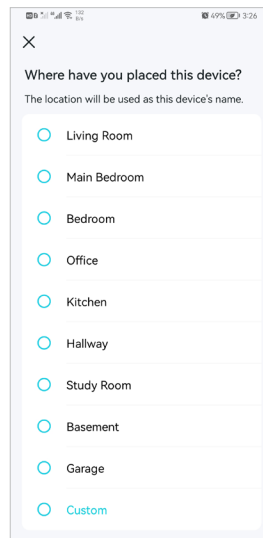 132
B/s
49% 3:26
Where have you placed this device?
The location will be used as this device's name.
Living Room
Main Bedroom
Bedroom
Office
Kitchen
Hallway
Study Room
Basement
Garage
Custom